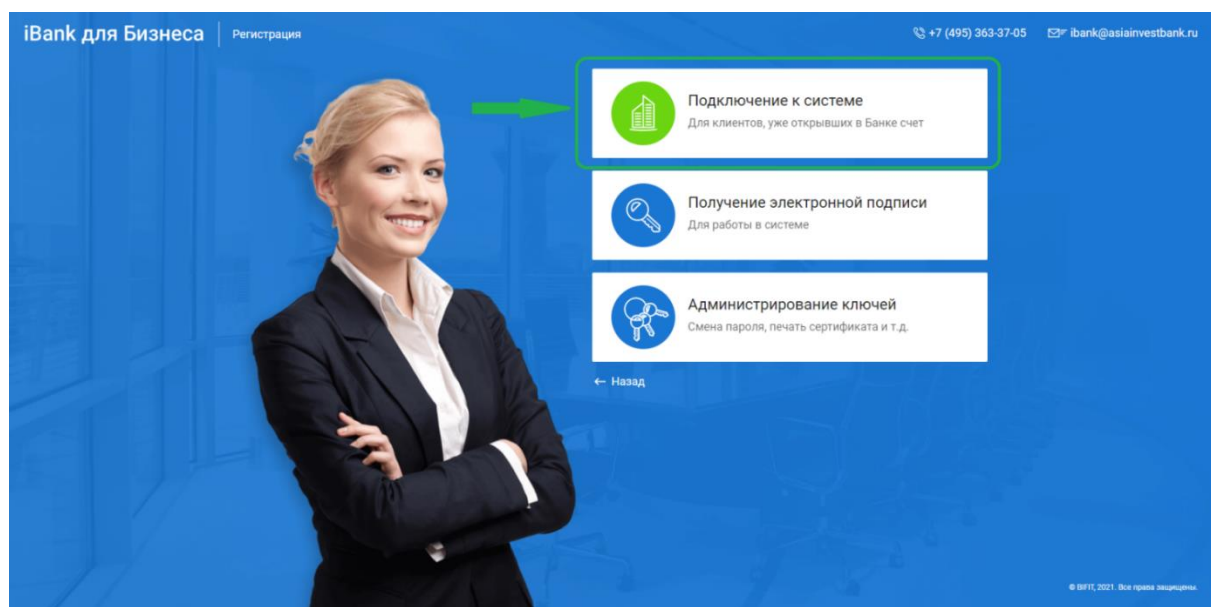 iBank для Бизнеса
Регистрация
+7 (495) 363-37-05
ibank@asiainvestbank.ru
Подключение к системе
Для клиентов, уже открывших в Банке счет
Получение электронной подписи
Для работы в системе
Администрирование ключей
Смена пароля, печать сертификата и т.д.
← Назад
© BIFIT, 2021. Все права защищены.